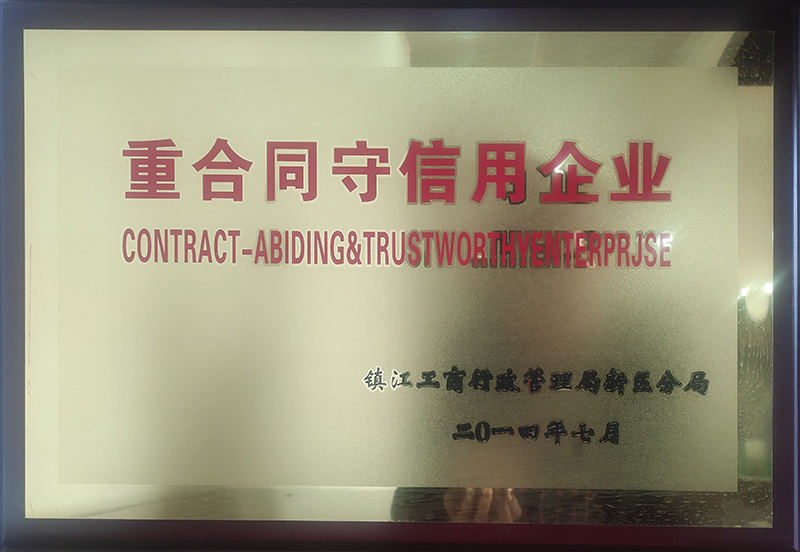 重合同守信用企业
CONTRACT-ABIDING&TRUSTWORTHYENTERPRJSE
镇江工商行政管理局新区分局
二0一四年七月